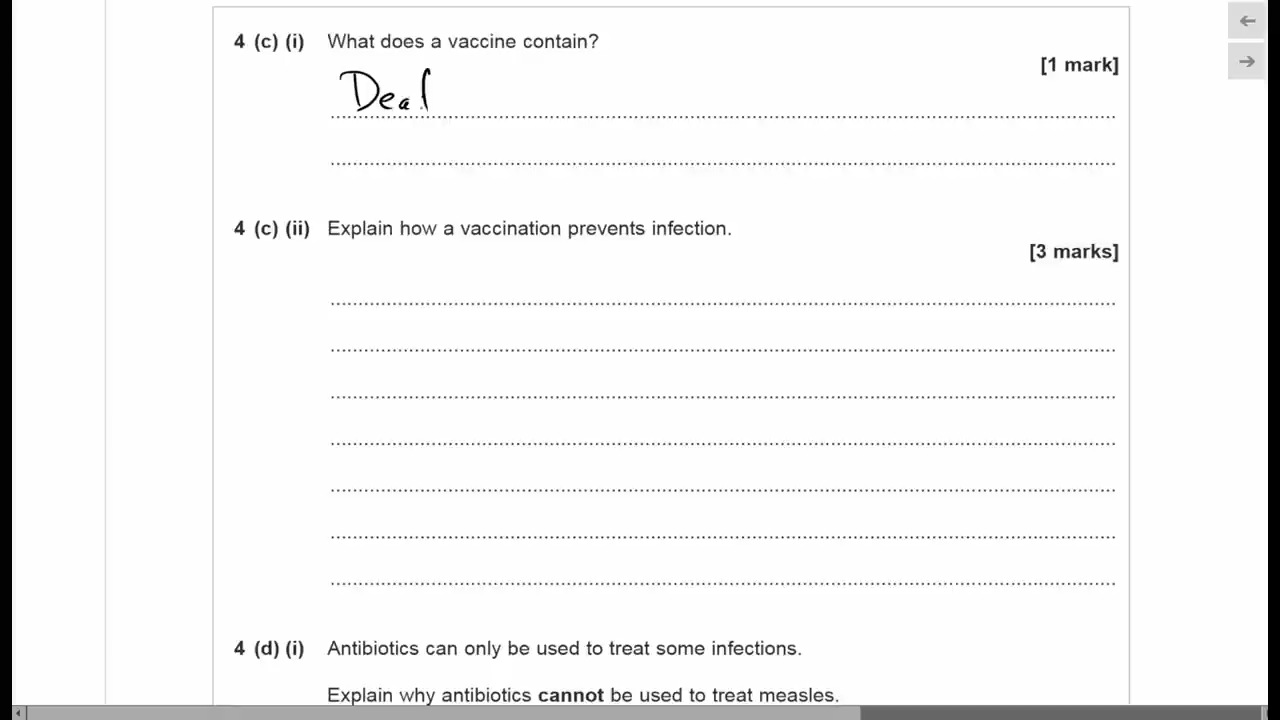 4 (c) (i) What does a vaccine contain?
[1 mark]
4 (c) (ii) Explain how a vaccination prevents infection.
[3 marks]
4 (d) (i) Antibiotics can only be used to treat some infections.
Explain why antibiotics cannot be used to treat measles.